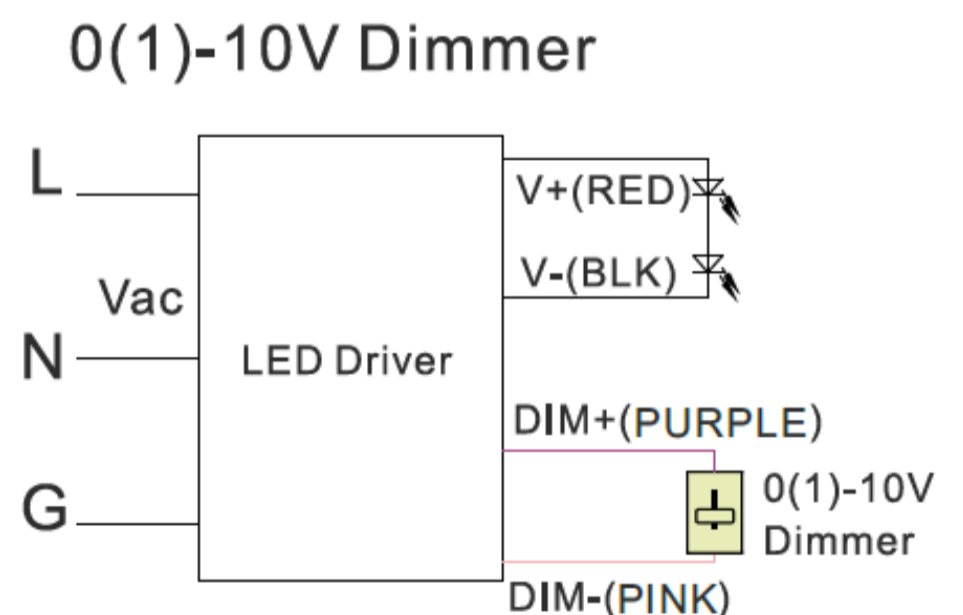 0(1)-10V Dimmer
L
Vac
N
G
LED Driver
V+(RED)
V-(BLK)
DIM+(PURPLE)
0(1)-10V
Dimmer
DIM-(PINK)